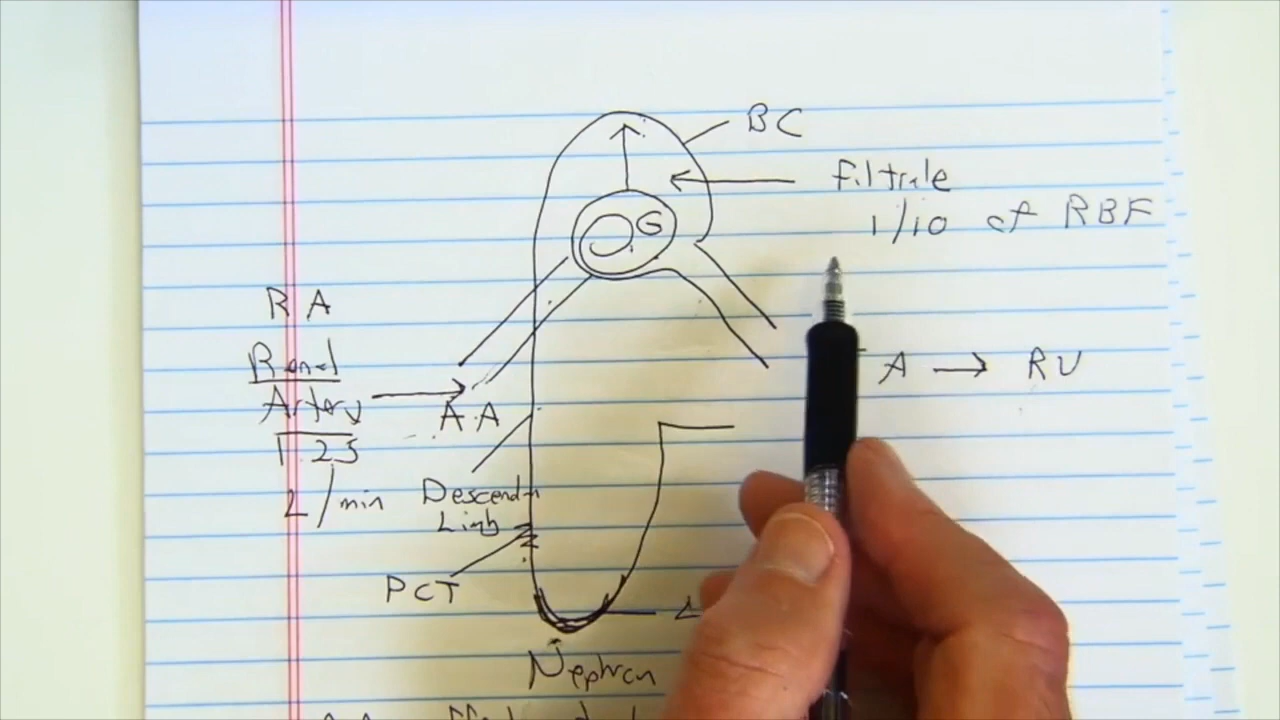 BC
Filtrate
1/10 of RBF
G
RA
Renal
Artery
1.25
L/min
AA
A → RV
Descendin
Limb
PCT
Nephron